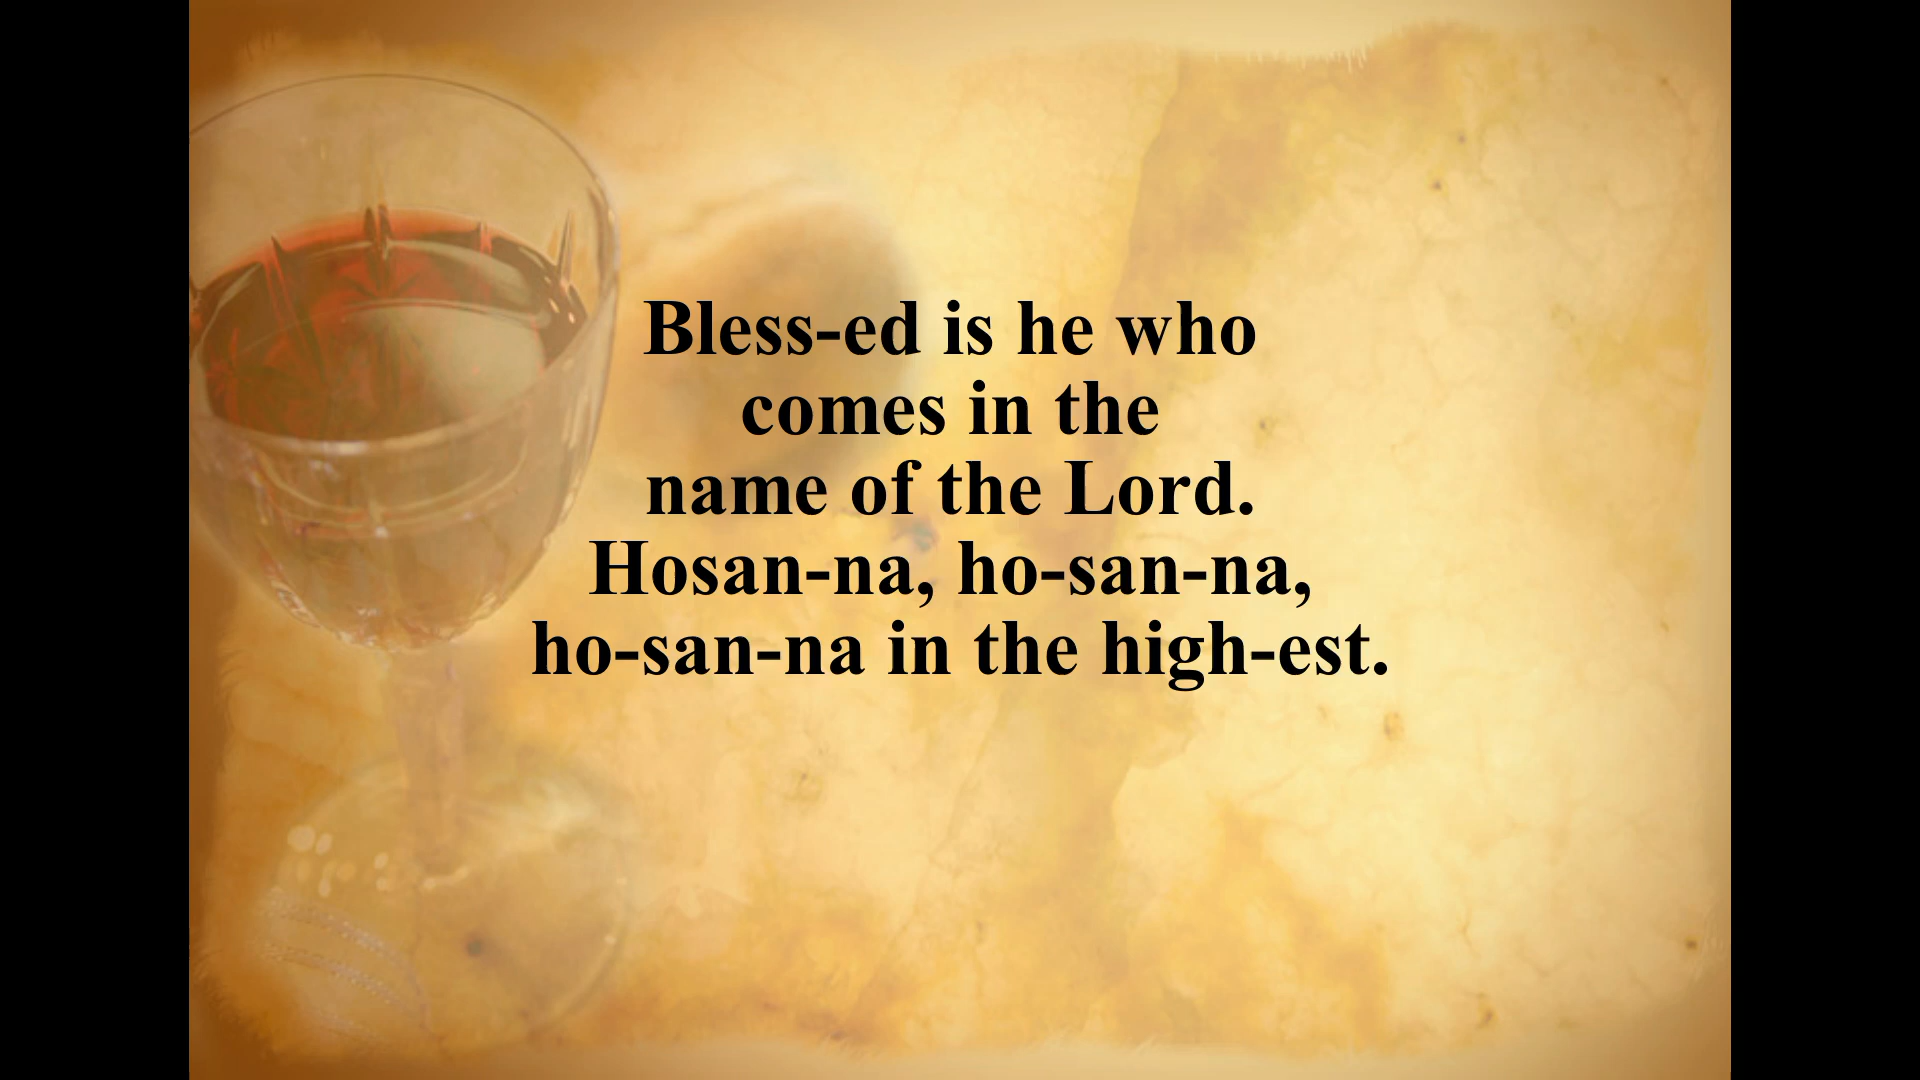 Bless-ed is he who
comes in the
name of the Lord.
Hosan-na, ho-san-na,
ho-san-na in the high-est.